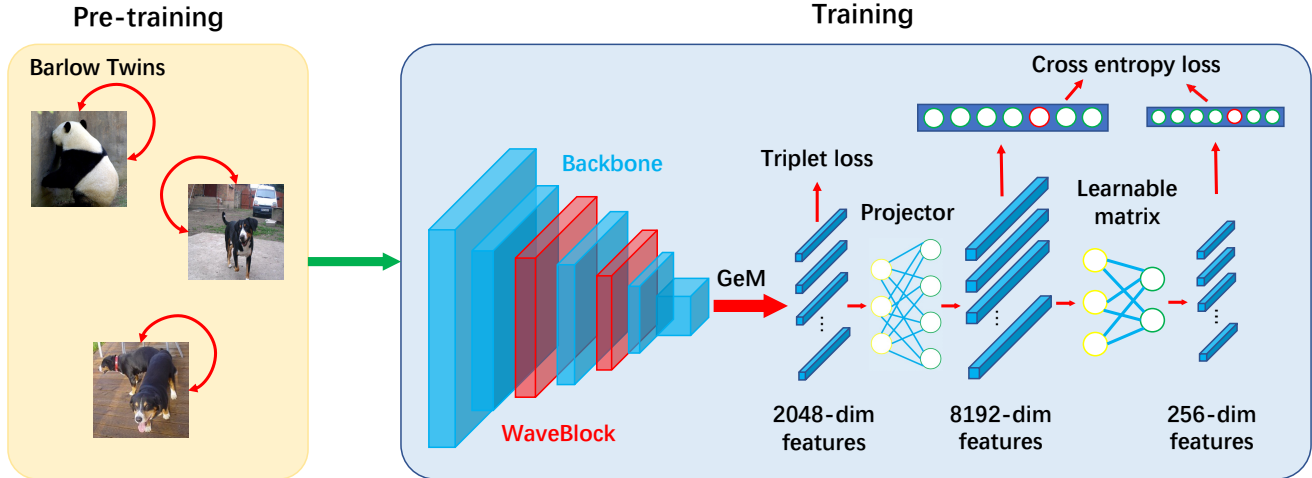 Pre-training
Training
Barlow Twins
Cross entropy loss
Backbone
Triplet loss
Projector
Learnable
matrix
GeM
WaveBlock
2048-dim
features
8192-dim
features
256-dim
features